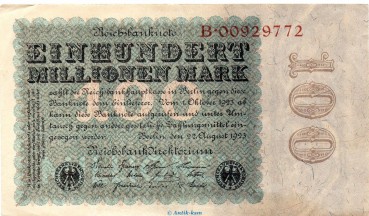 Reichsbanknote
B·00929772
EINHUNDERT
MILLIONEN MARK
zahlt die Reichsbankhauptkasse in Berlin gegen diese
Banknote dem Einlieferer. Vom 1. Oktober 1923 ab
kann diese Banknote aufgerufen und unter Um-
tausch gegen andere gesetzliche Zahlungsmittel ein-
gezogen werden. Berlin, den 22. August 1923
Reichsbankdirektorium
100